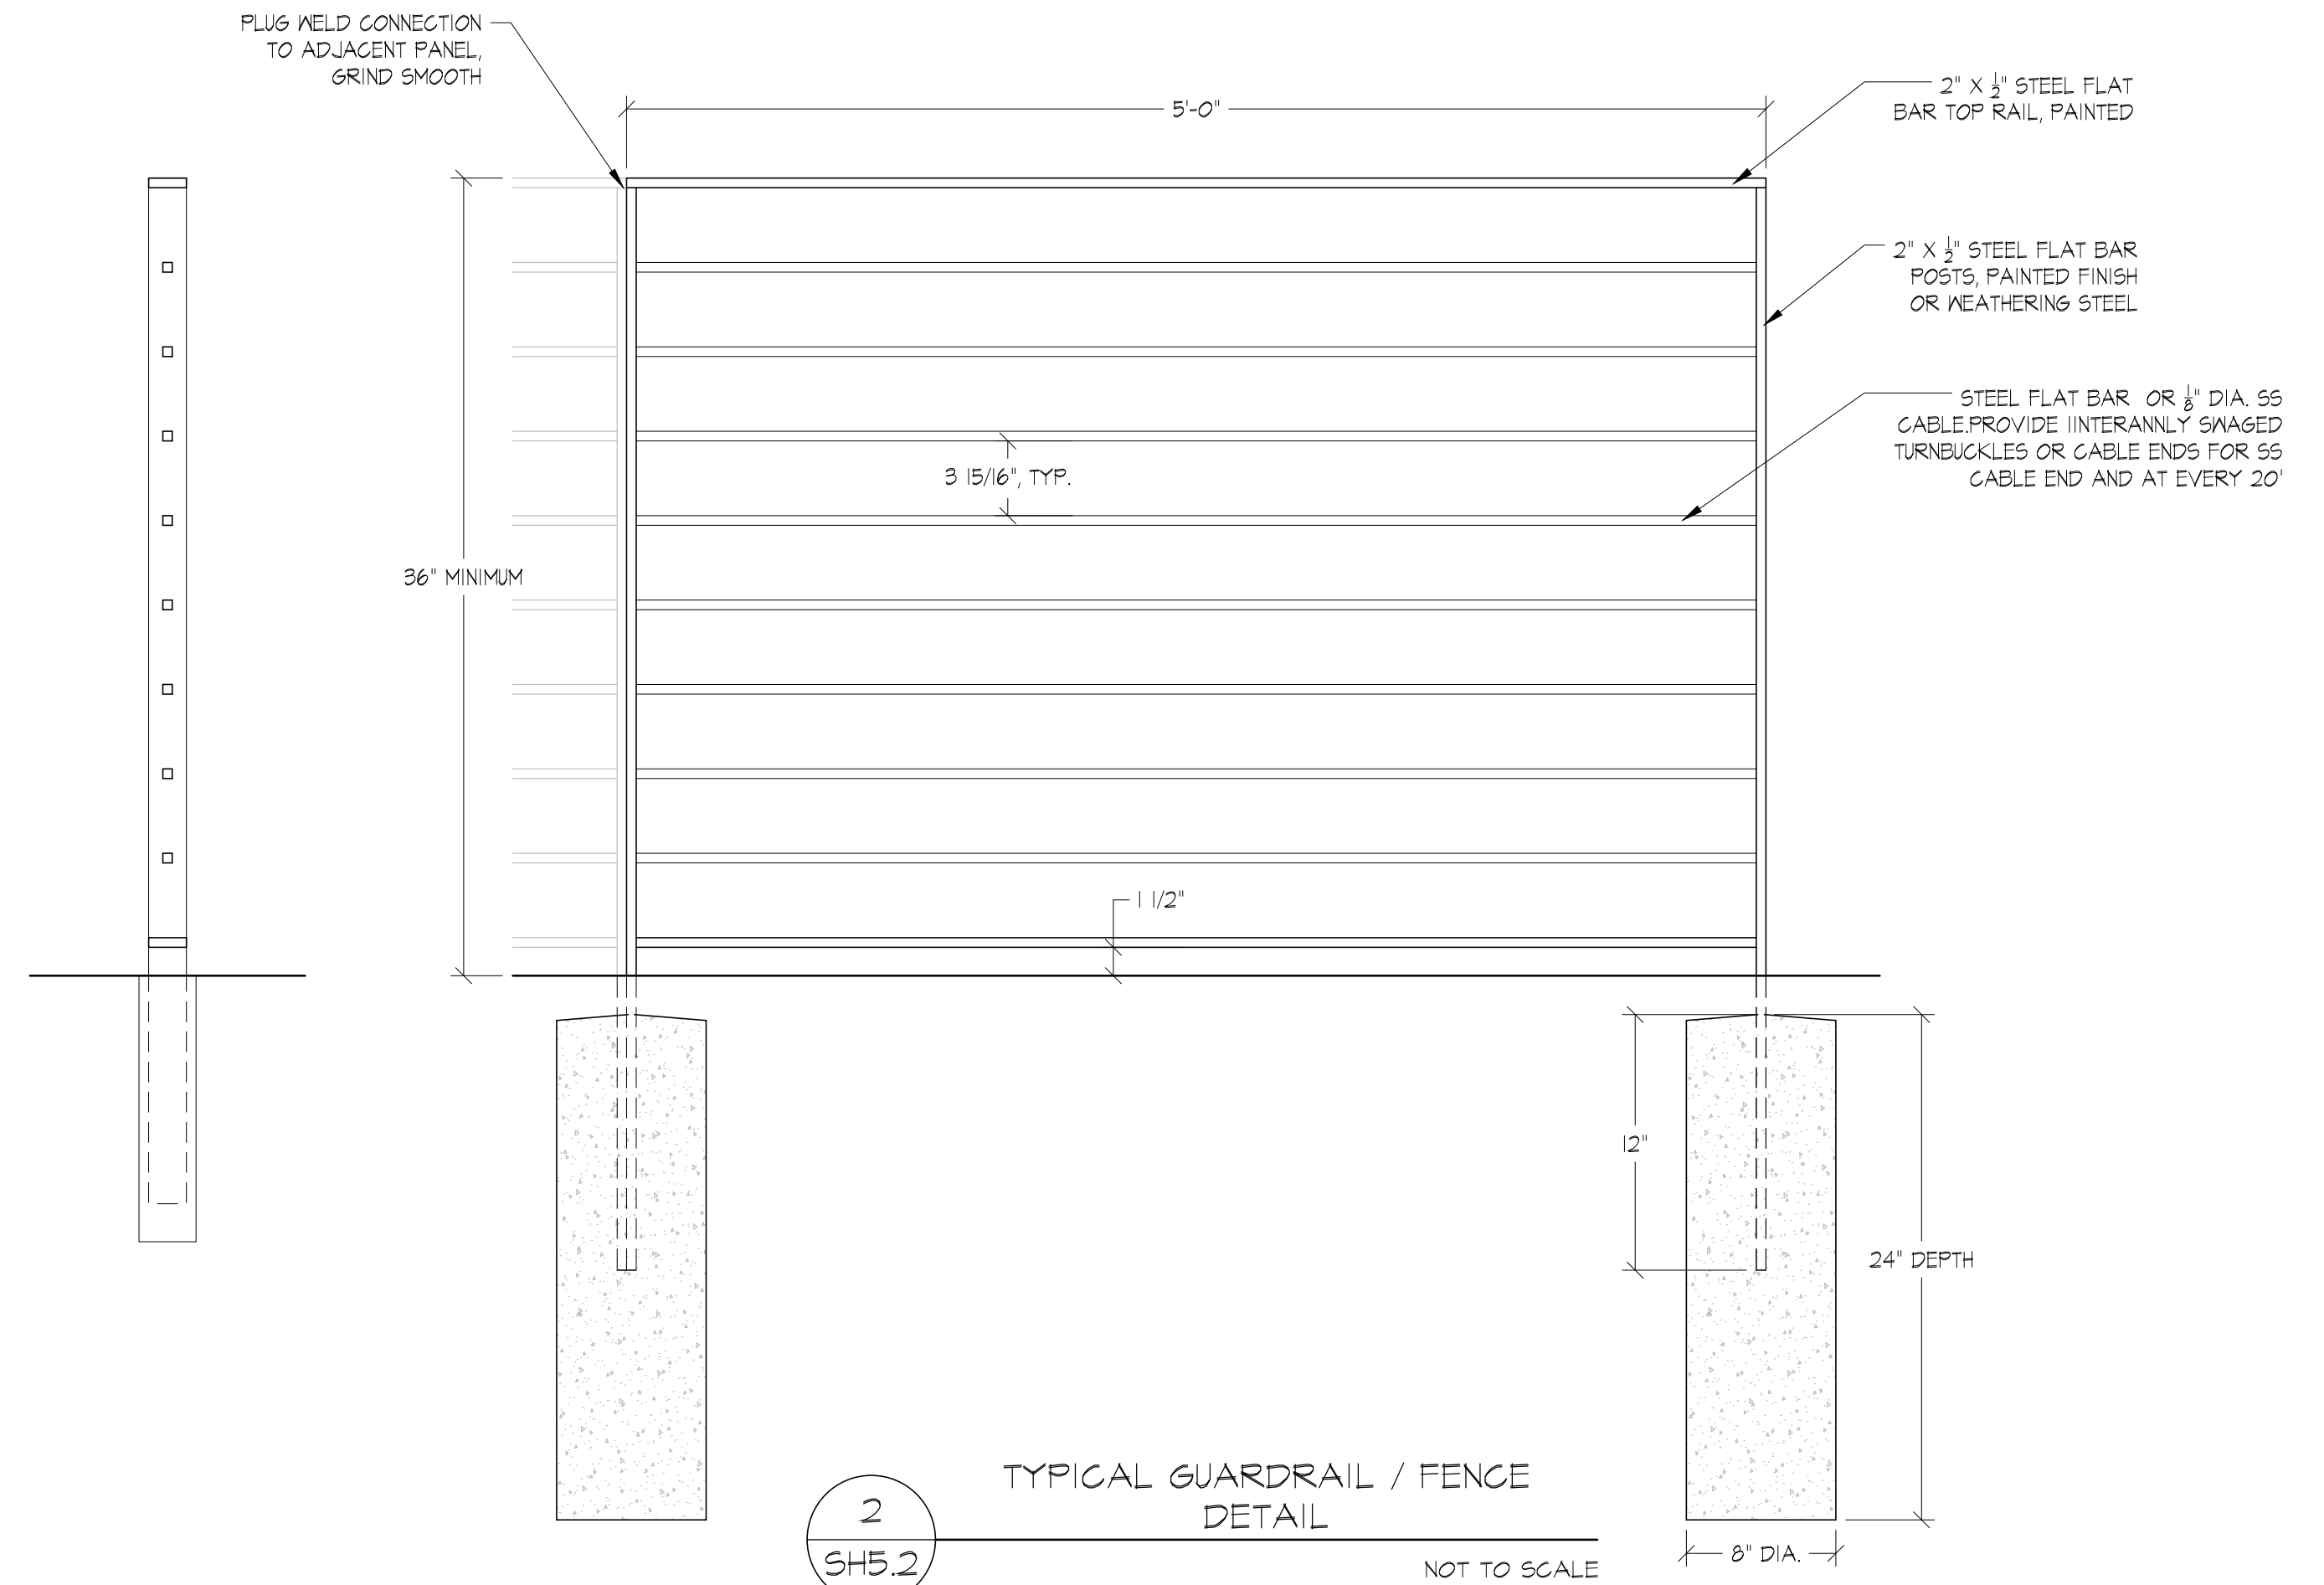 PLUG WELD CONNECTION
TO ADJACENT PANEL,
GRIND SMOOTH
5'-0"
2" X 1/2" STEEL FLAT
BAR TOP RAIL, PAINTED
2" X 1/2" STEEL FLAT BAR
POSTS, PAINTED FINISH
OR WEATHERING STEEL
STEEL FLAT BAR OR 1/8" DIA. SS
CABLE.PROVIDE IINTERANNLY SWAGED
TURNBUCKLES OR CABLE ENDS FOR SS
CABLE END AND AT EVERY 20'
3 15/16", TYP.
36" MINIMUM
1 1/2"
12"
24" DEPTH
8" DIA.
2
SH5.2
TYPICAL GUARDRAIL / FENCE
DETAIL
NOT TO SCALE